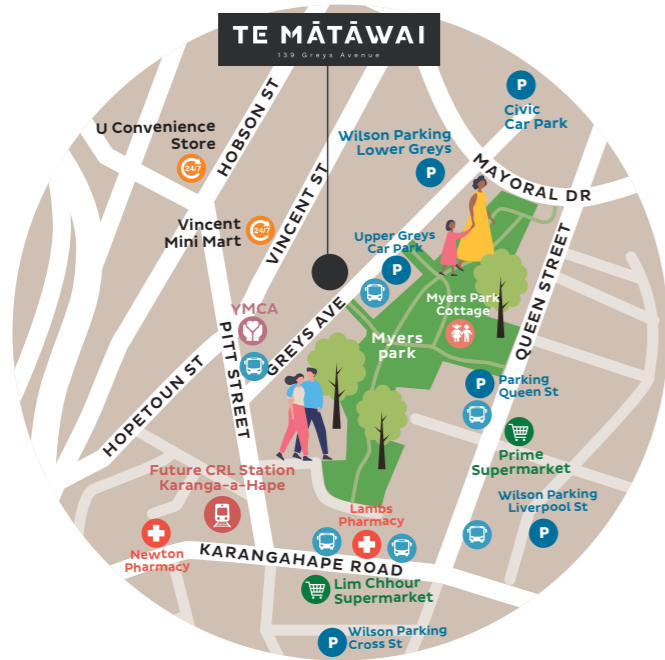 TE MĀTĀWAI
139 Greys Avenue
P
Civic
Car Park
U Convenience
Store
24/7
HOBSON ST
Wilson Parking
Lower Greys
P
MAYORAL DR
Vincent
Mini Mart
24/7
VINCENT ST
Upper Greys
Car Park
P
QUEEN STREET
Myers Park
Cottage
YMCA
GREYS AVE
Myers
park
PITT STREET
HOPETOUN ST
P
Parking
Queen St
Prime
Supermarket
Future CRL Station
Karanga-a-Hape
Wilson Parking
Liverpool St
P
Lambs
Pharmacy
Newton
Pharmacy
KARANGAHAPE ROAD
Lim Chhour
Supermarket
P
Wilson Parking
Cross St